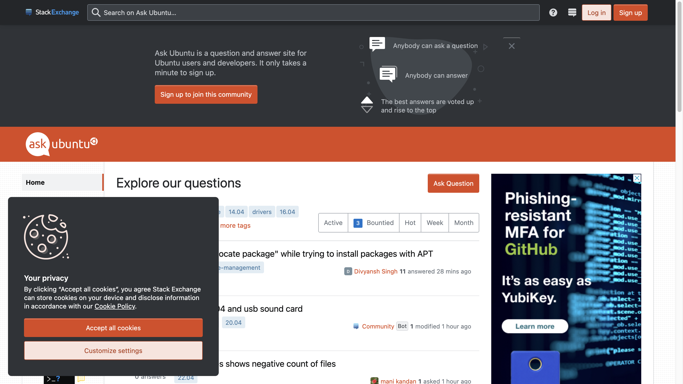 StackExchange
Search on Ask Ubuntu…
Log in
Sign up
Ask Ubuntu is a question and answer site for
Ubuntu users and developers. It only takes a
minute to sign up.
Sign up to join this community
Anybody can ask a question
Anybody can answer
The best answers are voted up
and rise to the top
ask ubuntu
Home
Explore our questions
Ask Question
14.04
drivers
16.04
more tags
Active
3 Bountied
Hot
Week
Month
ocate package" while trying to install packages with APT
-management
Divyansh Singh 11 answered 28 mins ago
04 and usb sound card
20.04
Community Bot 1 modified 1 hour ago
s shows negative count of files
0 answers
22.04
mani kandan 1 asked 1 hour ago
Your privacy
By clicking "Accept all cookies", you agree Stack Exchange
can store cookies on your device and disclose information
in accordance with our Cookie Policy.
Accept all cookies
Customize settings
Phishing-
resistant
MFA for
GitHub
It's as easy as
YubiKey.
Learn more